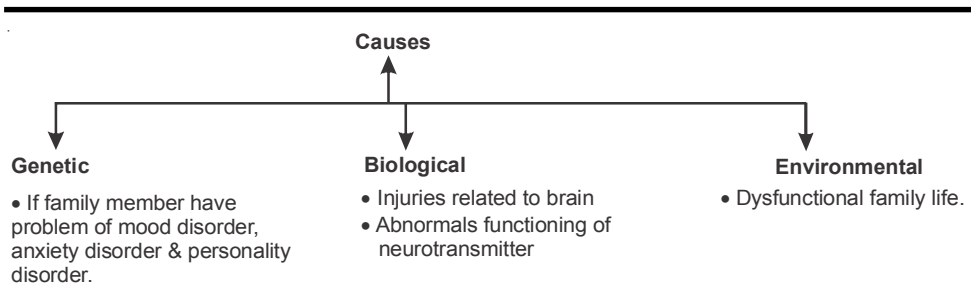 Causes
Genetic
• If family member have
problem of mood disorder,
anxiety disorder & personality
disorder.
Biological
• Injuries related to brain
• Abnormals functioning of
neurotransmitter
Environmental
• Dysfunctional family life.